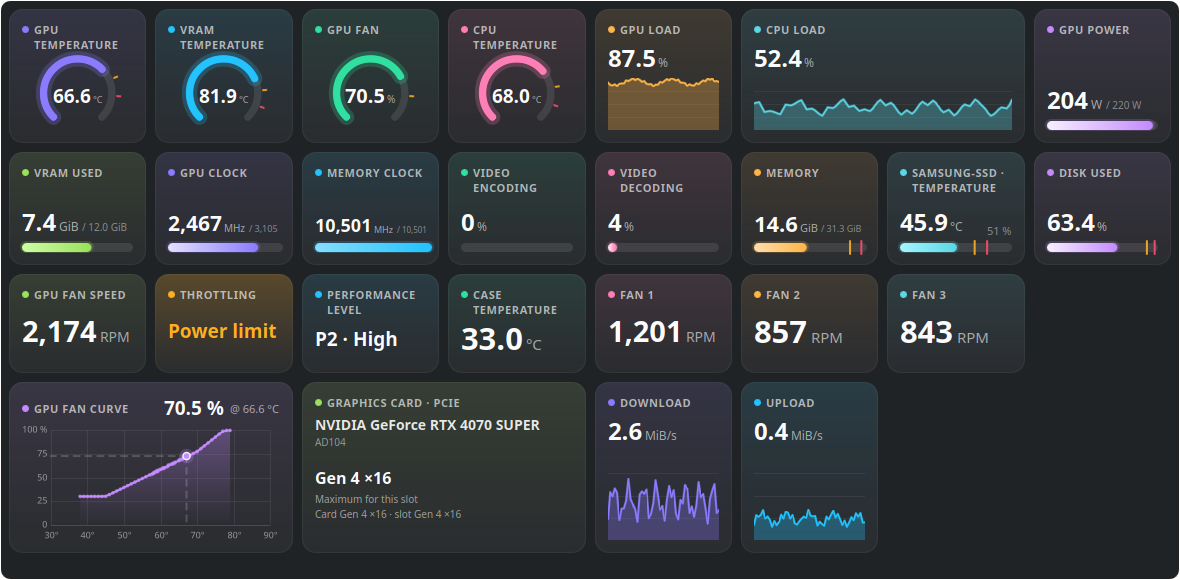 GPU
TEMPERATURE
66.6 °C
VRAM
TEMPERATURE
81.9 °C
GPU FAN
70.5 %
CPU
TEMPERATURE
68.0 °C
GPU LOAD
87.5 %
CPU LOAD
52.4 %
GPU POWER
204 W / 220 W
VRAM USED
7.4 GiB / 12.0 GiB
GPU CLOCK
2,467 MHz / 3,105
MEMORY CLOCK
10,501 MHz / 10,501
VIDEO
ENCODING
0 %
VIDEO
DECODING
4 %
MEMORY
14.6 GiB / 31.3 GiB
SAMSUNG-SSD ·
TEMPERATURE
45.9 °C
51 %
DISK USED
63.4 %
GPU FAN SPEED
2,174 RPM
THROTTLING
Power limit
PERFORMANCE
LEVEL
P2 · High
CASE
TEMPERATURE
33.0 °C
FAN 1
1,201 RPM
FAN 2
857 RPM
FAN 3
843 RPM
GPU FAN CURVE
70.5 % @ 66.6 °C
100 %
75
50
25
0
30° 40° 50° 60° 70° 80° 90°
GRAPHICS CARD · PCIE
NVIDIA GeForce RTX 4070 SUPER
AD104
Gen 4 ×16
Maximum for this slot
Card Gen 4 ×16 · slot Gen 4 ×16
DOWNLOAD
2.6 MiB/s
UPLOAD
0.4 MiB/s